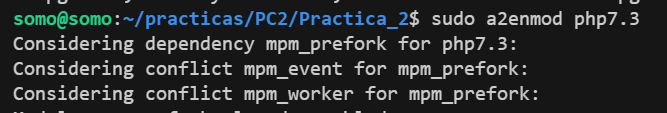 somo@somo:~/practicas/PC2/Practica_2$ sudo a2enmod php7.3
Considering dependency mpm_prefork for php7.3:
Considering conflict mpm_event for mpm_prefork:
Considering conflict mpm_worker for mpm_prefork: